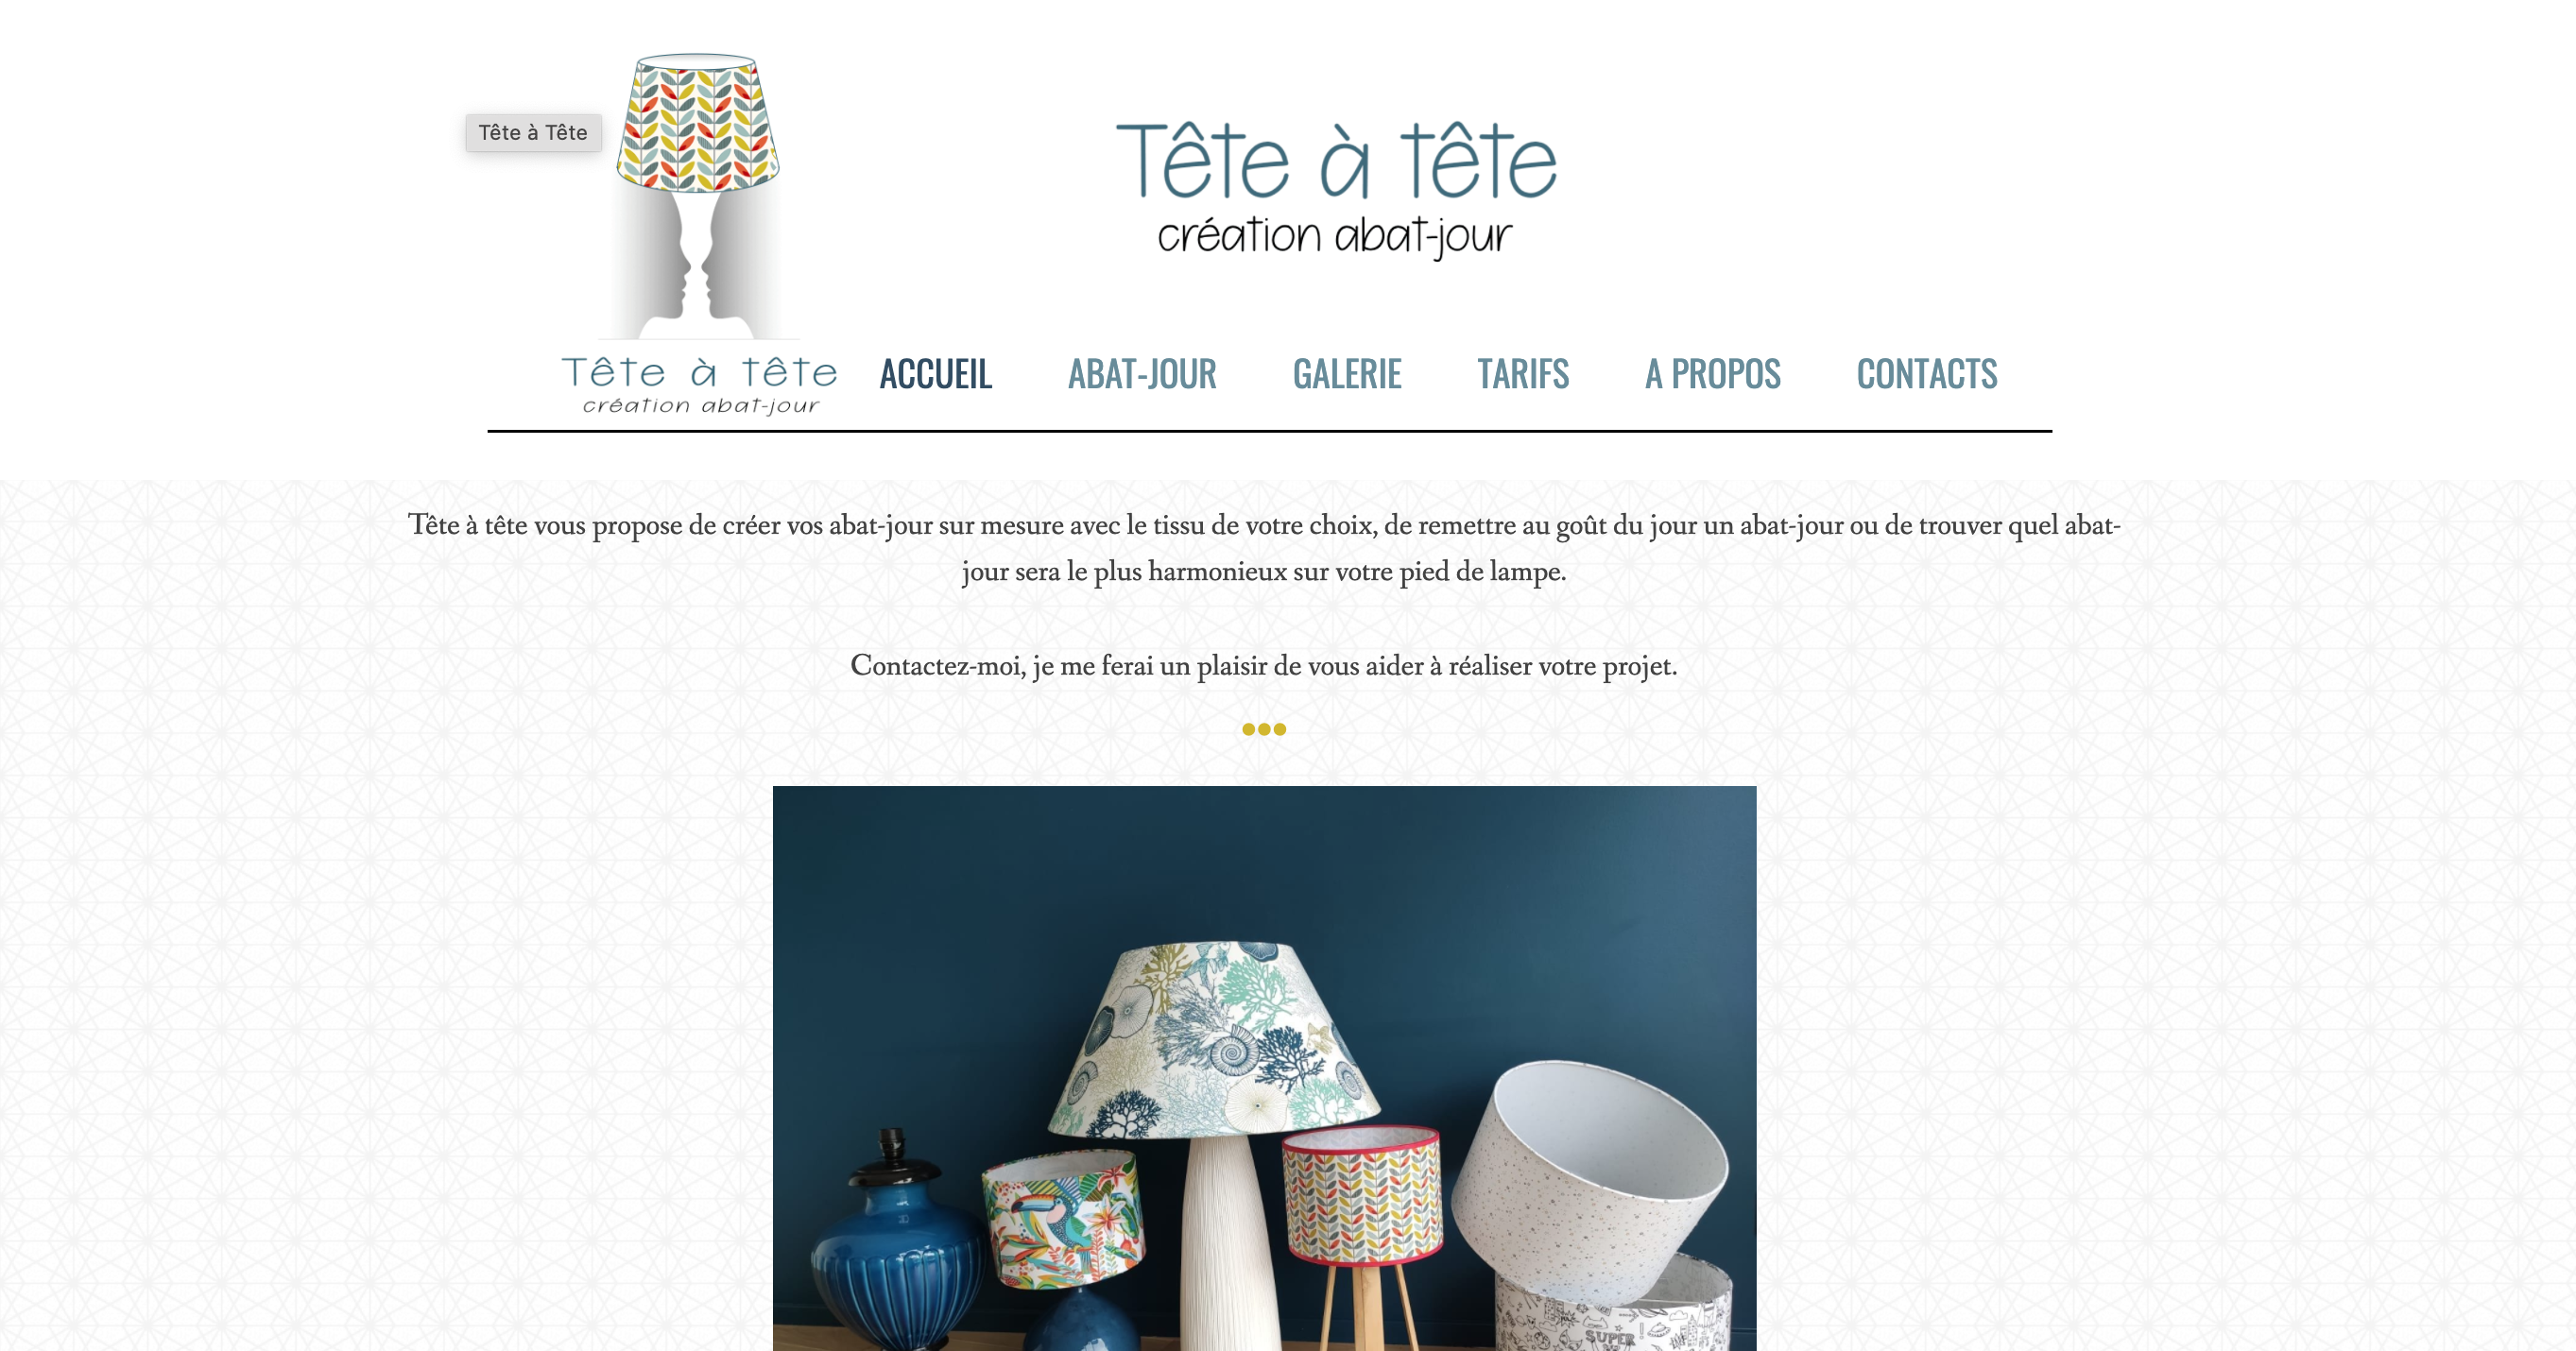 Tête à Tête
Tête à tête
création abat-jour
Tête à tête
création abat-jour
ACCUEIL ABAT-JOUR GALERIE TARIFS A PROPOS CONTACTS
Tête à tête vous propose de créer vos abat-jour sur mesure avec le tissu de votre choix, de remettre au goût du jour un abat-jour ou de trouver quel abat-
jour sera le plus harmonieux sur votre pied de lampe.
Contactez-moi, je me ferai un plaisir de vous aider à réaliser votre projet.
SUPER